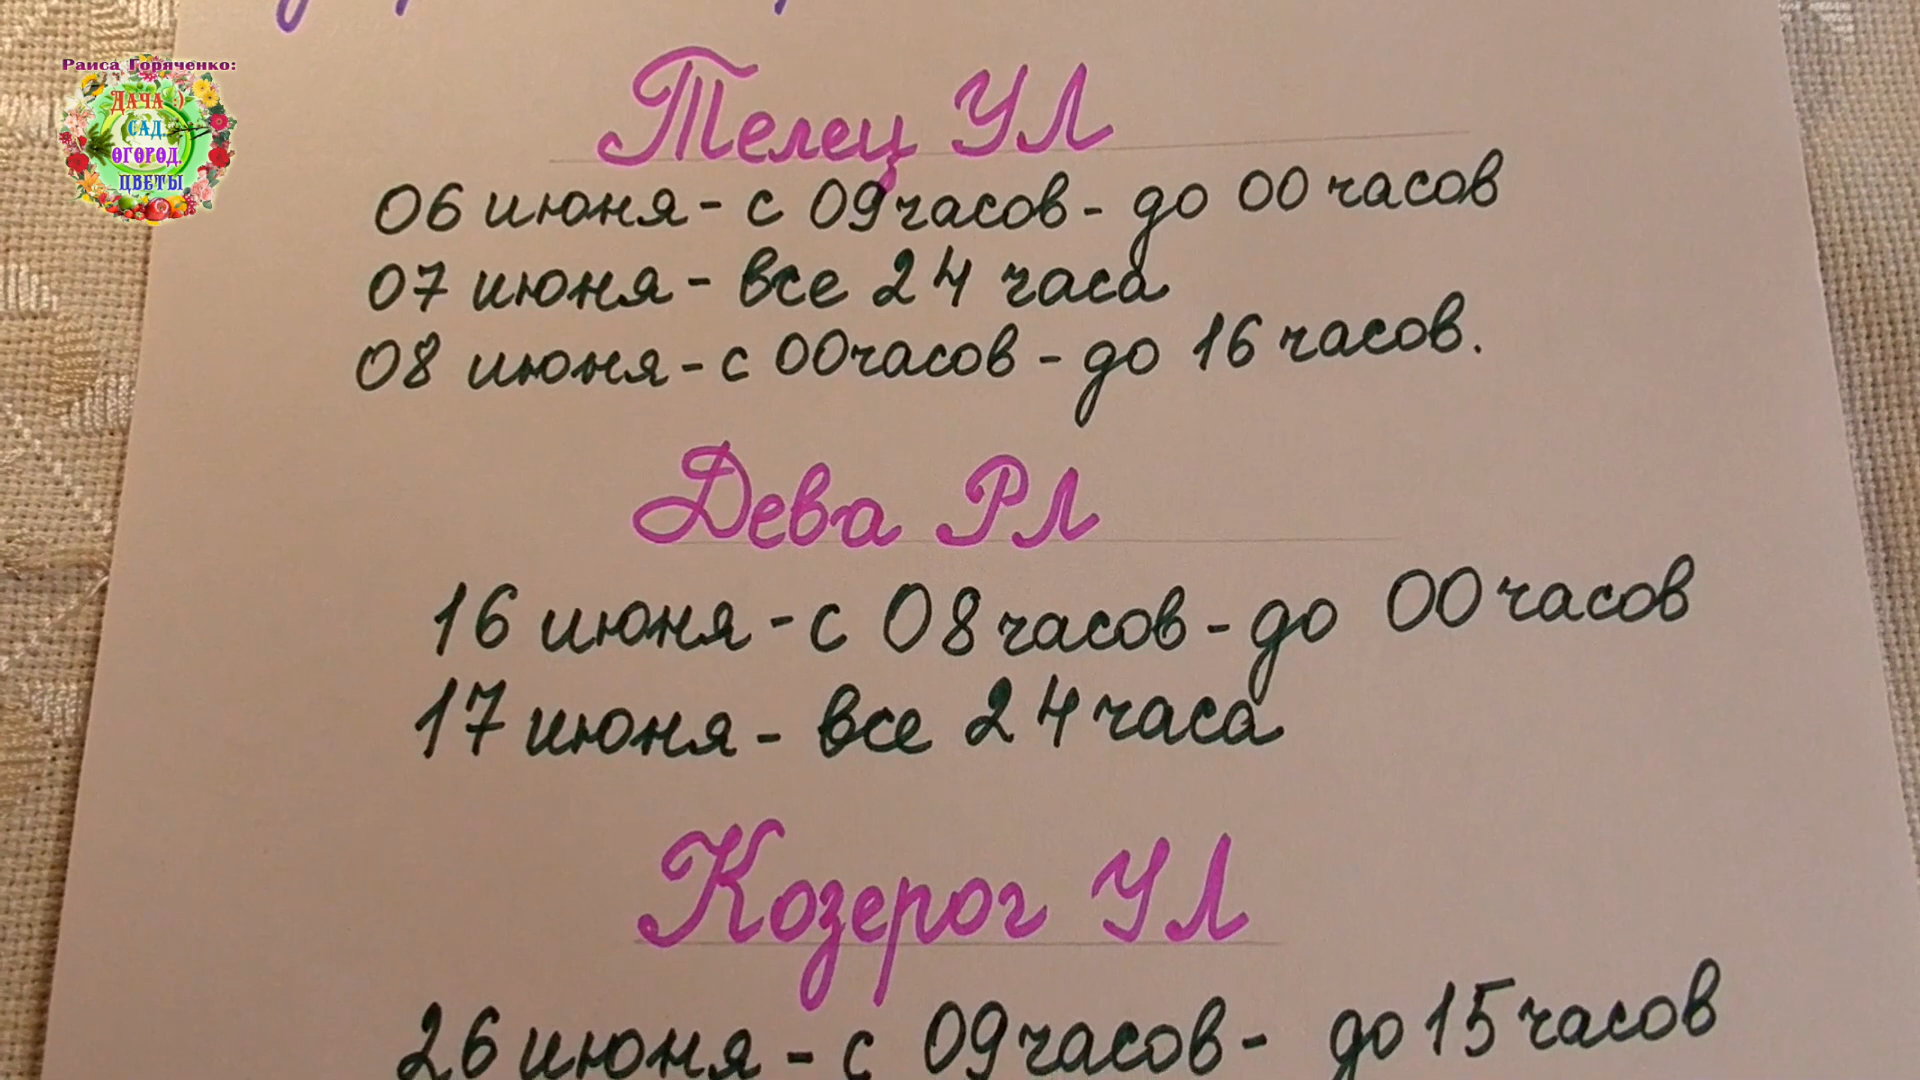 Раиса Горяченко:
ДАЧА :)
САД.
ОГОРОД.
ЦВЕТЫ
Телец УЛ
06 июня - с 09 часов - до 00 часов
07 июня - все 24 часа
08 июня - с 00 часов - до 16 часов.
Дева РЛ
16 июня - с 08 часов - до 00 часов
17 июня - все 24 часа
Козерог УЛ
26 июня - с 09 часов - до 15 часов